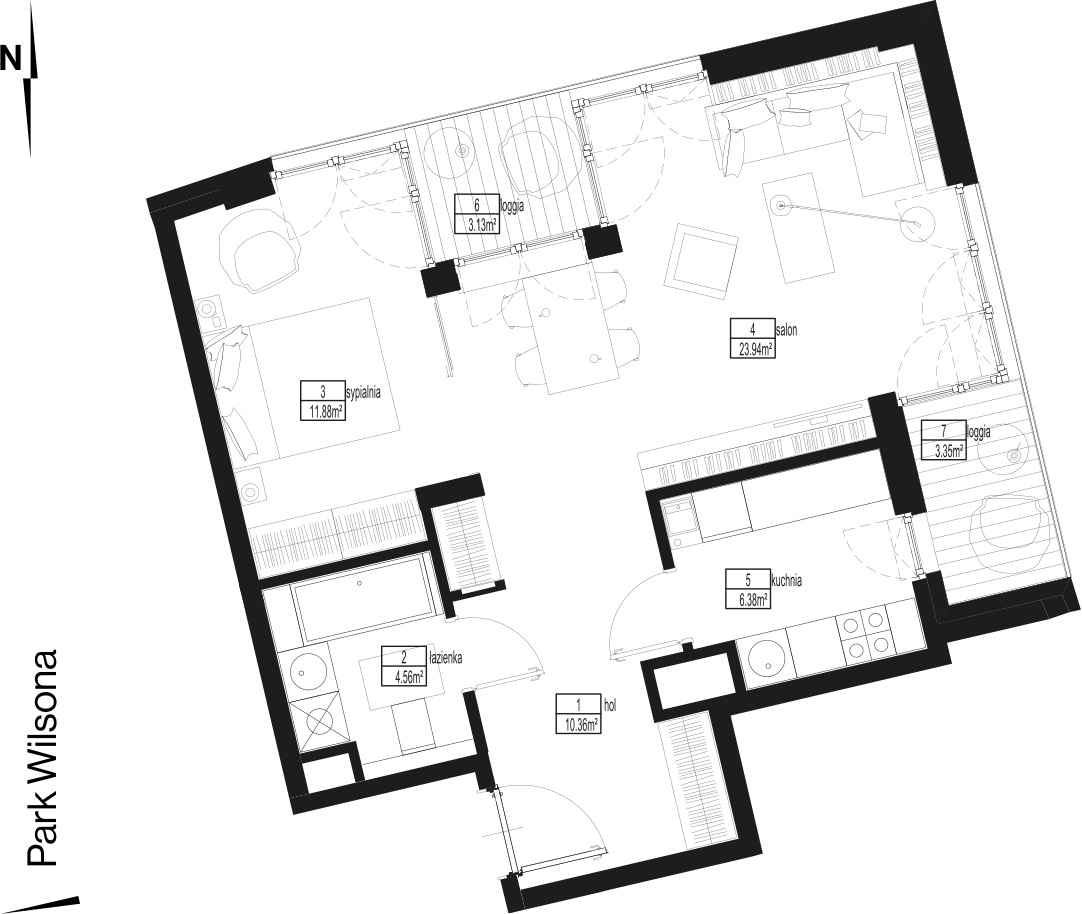 N
6 loggia
3.13m²
4 salon
23.94m²
3 sypialnia
11.88m²
7 loggia
3.35m²
5 kuchnia
6.38m²
2 łazienka
4.56m²
1 hol
10.36m²
Park Wilsona